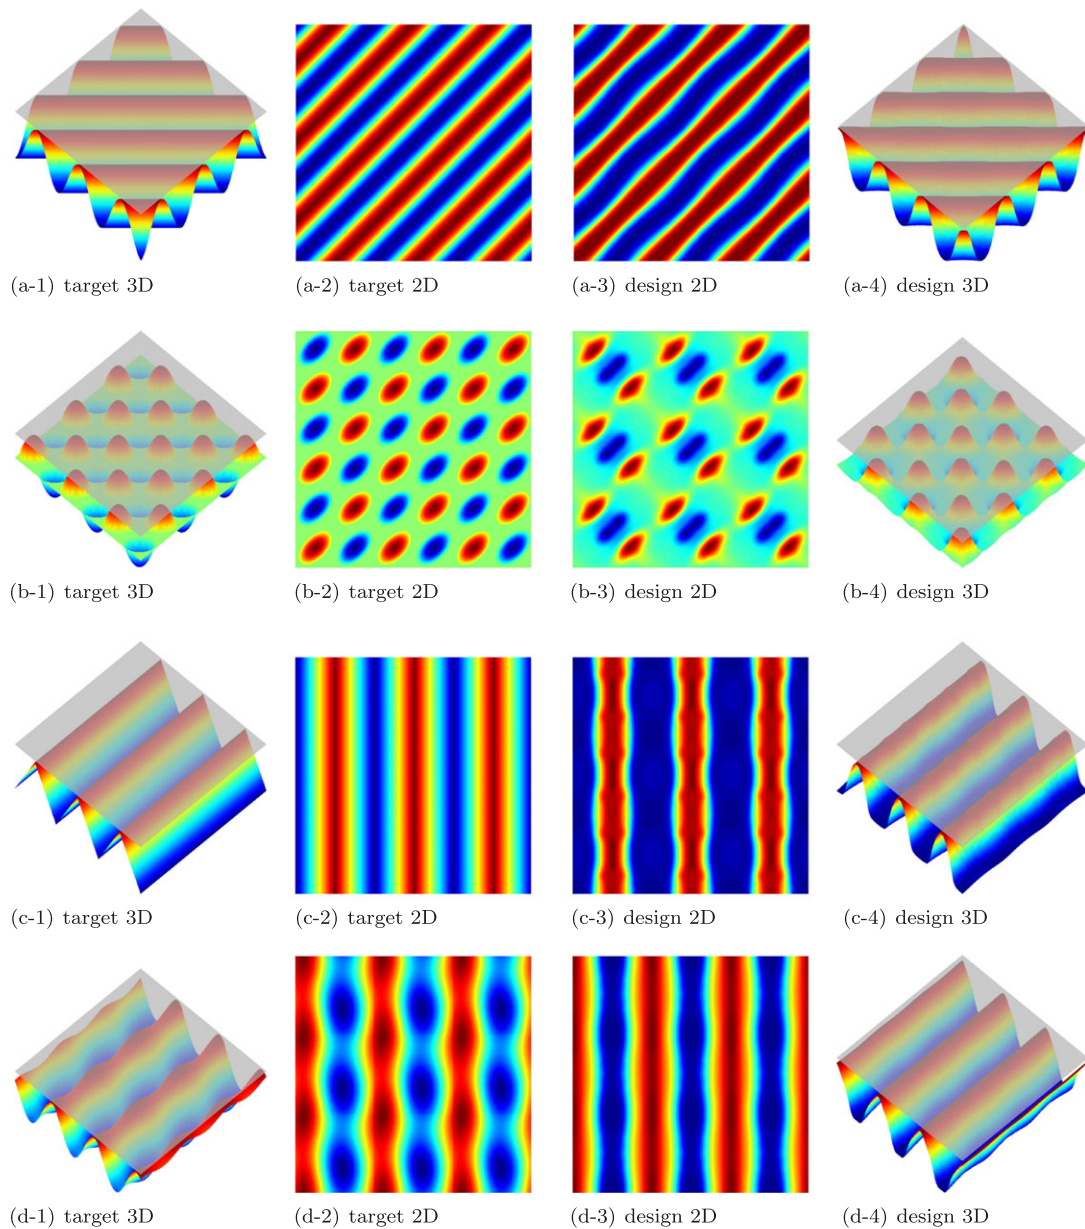 (a-1) target 3D
(a-2) target 2D
(a-3) design 2D
(a-4) design 3D
(b-1) target 3D
(b-2) target 2D
(b-3) design 2D
(b-4) design 3D
(c-1) target 3D
(c-2) target 2D
(c-3) design 2D
(c-4) design 3D
(d-1) target 3D
(d-2) target 2D
(d-3) design 2D
(d-4) design 3D